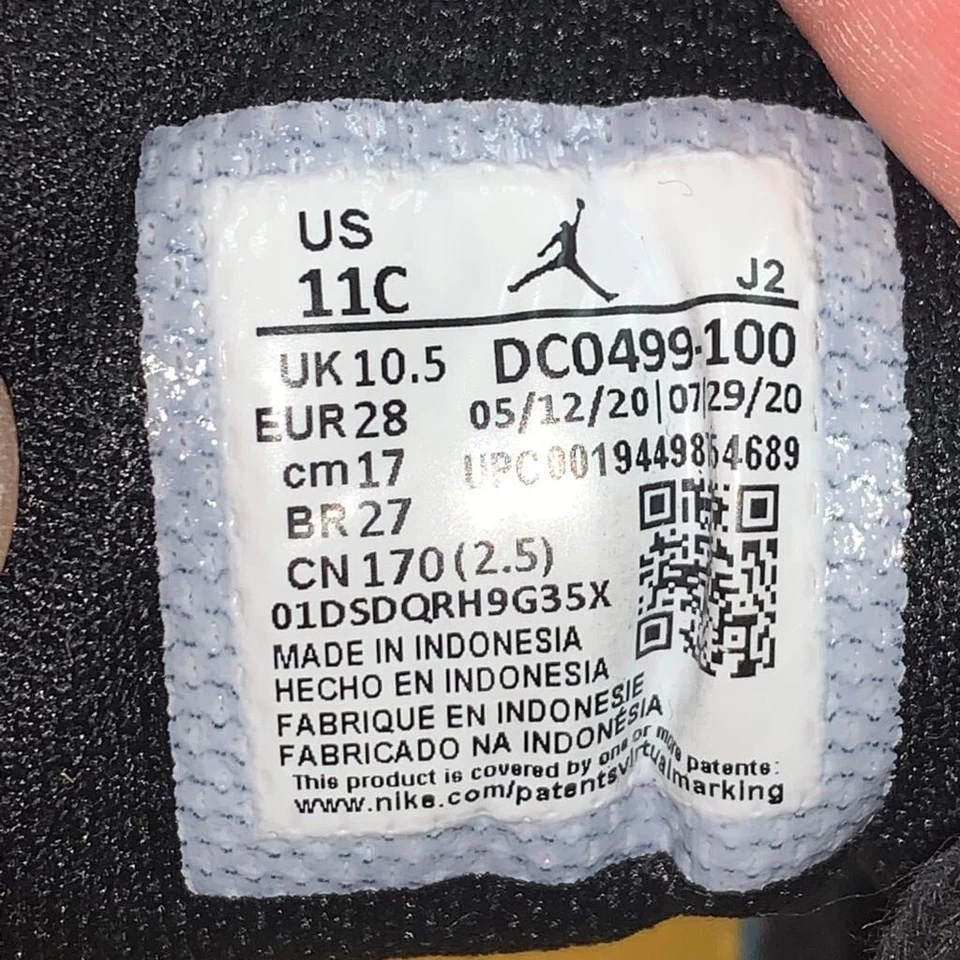 US
11C
J2
UK 10.5 DC0499-100
EUR 28 05/12/20|07/29/20
cm 17 UPC 00194498654689
BR 27
CN 170 (2.5)
01DSDQRH9G35X
MADE IN INDONESIA
HECHO EN INDONESIA
FABRIQUE EN INDONESIE
FABRICADO NA INDONÉSIA
This product is covered by one or more patents:
www.nike.com/patentsvirtualmarking